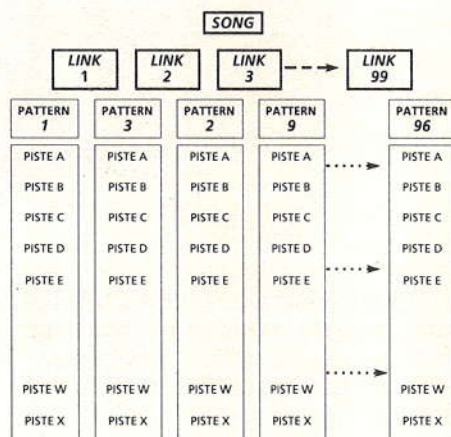 SONG
LINK LINK LINK LINK
1 2 3 99
PATTERN PATTERN PATTERN PATTERN PATTERN
1 3 2 9 96
PISTE A PISTE A PISTE A PISTE A PISTE A
PISTE B PISTE B PISTE B PISTE B PISTE B
PISTE C PISTE C PISTE C PISTE C PISTE C
PISTE D PISTE D PISTE D PISTE D PISTE D
PISTE E PISTE E PISTE E PISTE E PISTE E
PISTE W PISTE W PISTE W PISTE W PISTE W
PISTE X PISTE X PISTE X PISTE X PISTE X